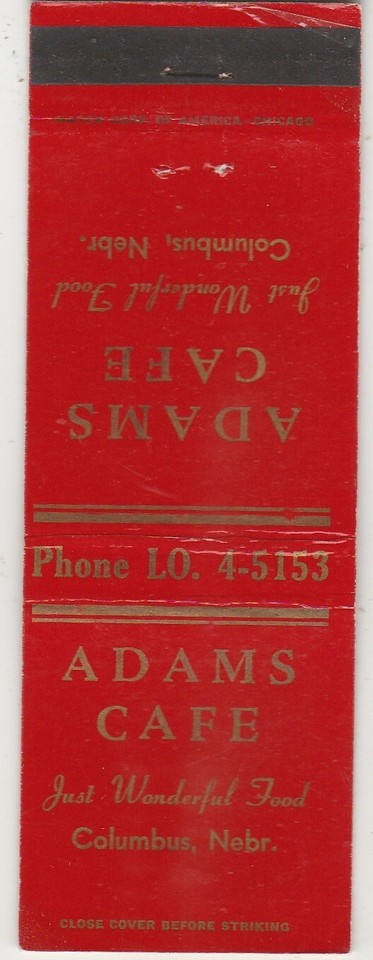 MATCH CORP. OF AMERICA, CHICAGO
Columbus, Nebr.
Just Wonderful Food
CAFE
ADAMS
Phone LO. 4-5153
ADAMS
CAFE
Just Wonderful Food
Columbus, Nebr.
CLOSE COVER BEFORE STRIKING